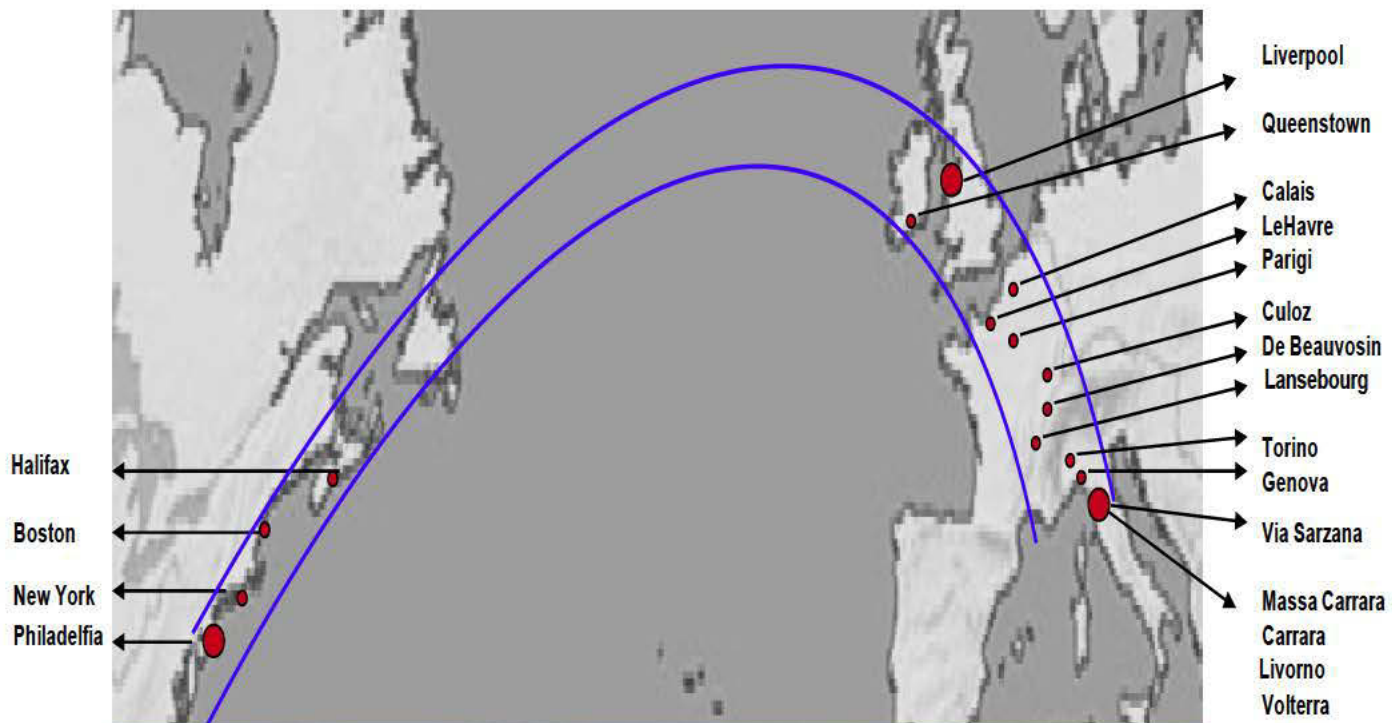 Liverpool
Queenstown
Calais
LeHavre
Parigi
Culoz
De Beauvosin
Lansebourg
Torino
Genova
Via Sarzana
Massa Carrara
Carrara
Livorno
Volterra
Halifax
Boston
New York
Philadelfia